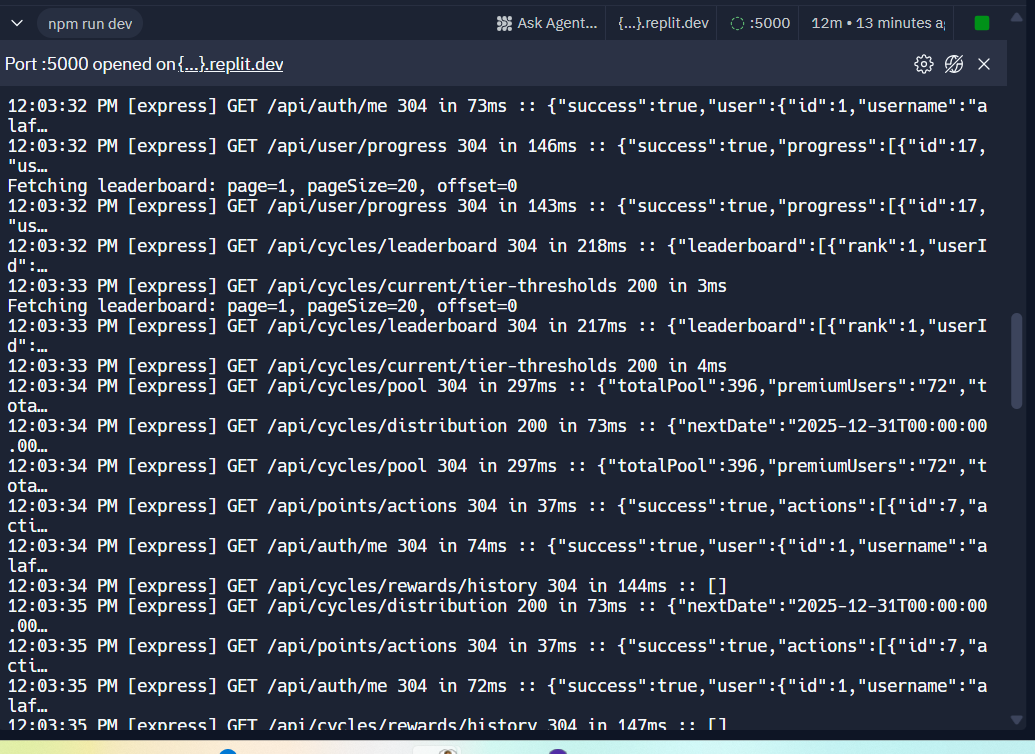 npm run dev
Ask Agent...
{...}.replit.dev
:5000
12m • 13 minutes a
Port :5000 opened on {...}.replit.dev
12:03:32 PM [express] GET /api/auth/me 304 in 73ms :: {"success":true,"user":{"id":1,"username":"a
laf…
12:03:32 PM [express] GET /api/user/progress 304 in 146ms :: {"success":true,"progress":[{"id":17,
"us…
Fetching leaderboard: page=1, pageSize=20, offset=0
12:03:32 PM [express] GET /api/user/progress 304 in 143ms :: {"success":true,"progress":[{"id":17,
"us…
12:03:32 PM [express] GET /api/cycles/leaderboard 304 in 218ms :: {"leaderboard":[{"rank":1,"userI
d":…
12:03:33 PM [express] GET /api/cycles/current/tier-thresholds 200 in 3ms
Fetching leaderboard: page=1, pageSize=20, offset=0
12:03:33 PM [express] GET /api/cycles/leaderboard 304 in 217ms :: {"leaderboard":[{"rank":1,"userI
d":…
12:03:33 PM [express] GET /api/cycles/current/tier-thresholds 200 in 4ms
12:03:34 PM [express] GET /api/cycles/pool 304 in 297ms :: {"totalPool":396,"premiumUsers":"72","t
ota…
12:03:34 PM [express] GET /api/cycles/distribution 200 in 73ms :: {"nextDate":"2025-12-31T00:00:00
.00…
12:03:34 PM [express] GET /api/cycles/pool 304 in 297ms :: {"totalPool":396,"premiumUsers":"72","t
ota…
12:03:34 PM [express] GET /api/points/actions 304 in 37ms :: {"success":true,"actions":[{"id":7,"a
cti…
12:03:34 PM [express] GET /api/auth/me 304 in 74ms :: {"success":true,"user":{"id":1,"username":"a
laf…
12:03:34 PM [express] GET /api/cycles/rewards/history 304 in 144ms :: []
12:03:35 PM [express] GET /api/cycles/distribution 200 in 73ms :: {"nextDate":"2025-12-31T00:00:00
.00…
12:03:35 PM [express] GET /api/points/actions 304 in 37ms :: {"success":true,"actions":[{"id":7,"a
cti…
12:03:35 PM [express] GET /api/auth/me 304 in 72ms :: {"success":true,"user":{"id":1,"username":"a
laf…
12:03:35 PM [express] GET /api/cycles/rewards/history 304 in 147ms :: []